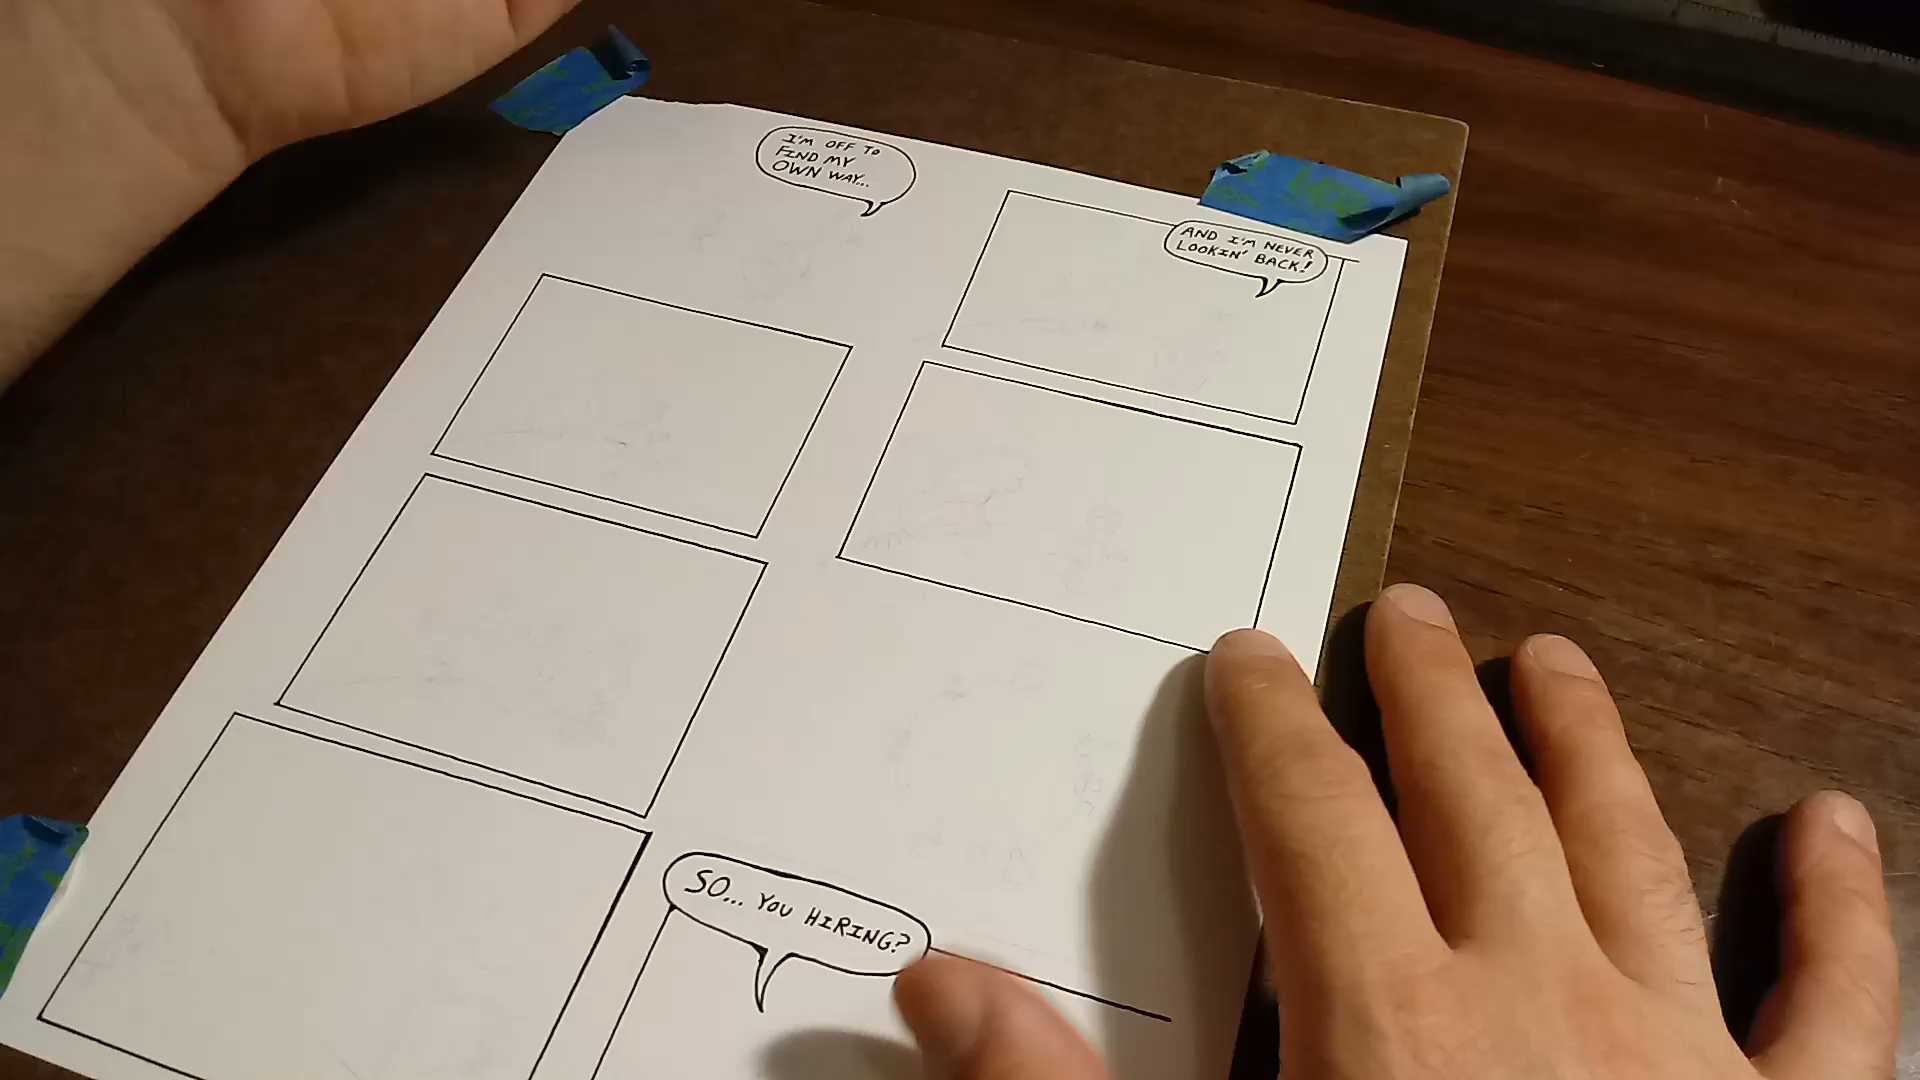 I'M OFF TO
FIND MY
OWN WAY...
AND I'M NEVER
LOOKIN' BACK!
SO... YOU HIRING?